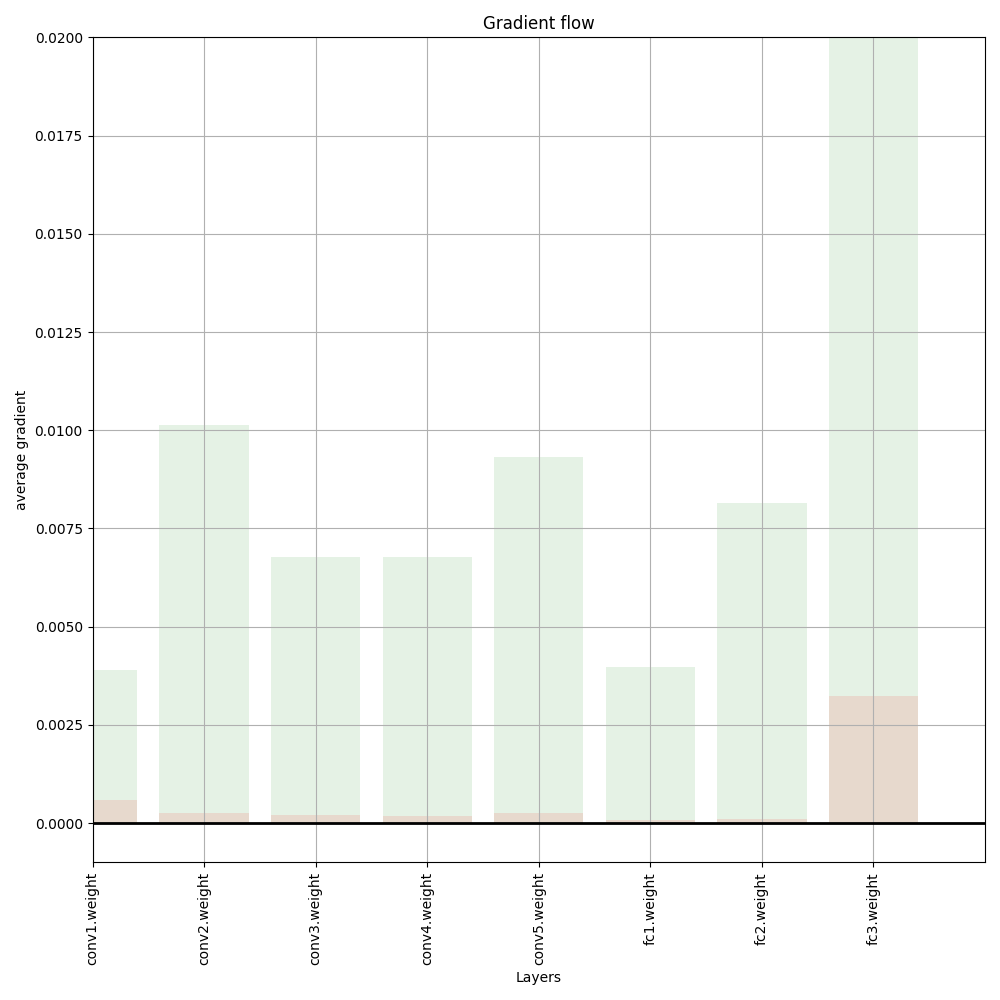 Gradient flow
0.0200
0.0175
0.0150
0.0125
0.0100
0.0075
0.0050
0.0025
0.0000
average gradient
conv1.weight
conv2.weight
conv3.weight
conv4.weight
conv5.weight
fc1.weight
fc2.weight
fc3.weight
Layers